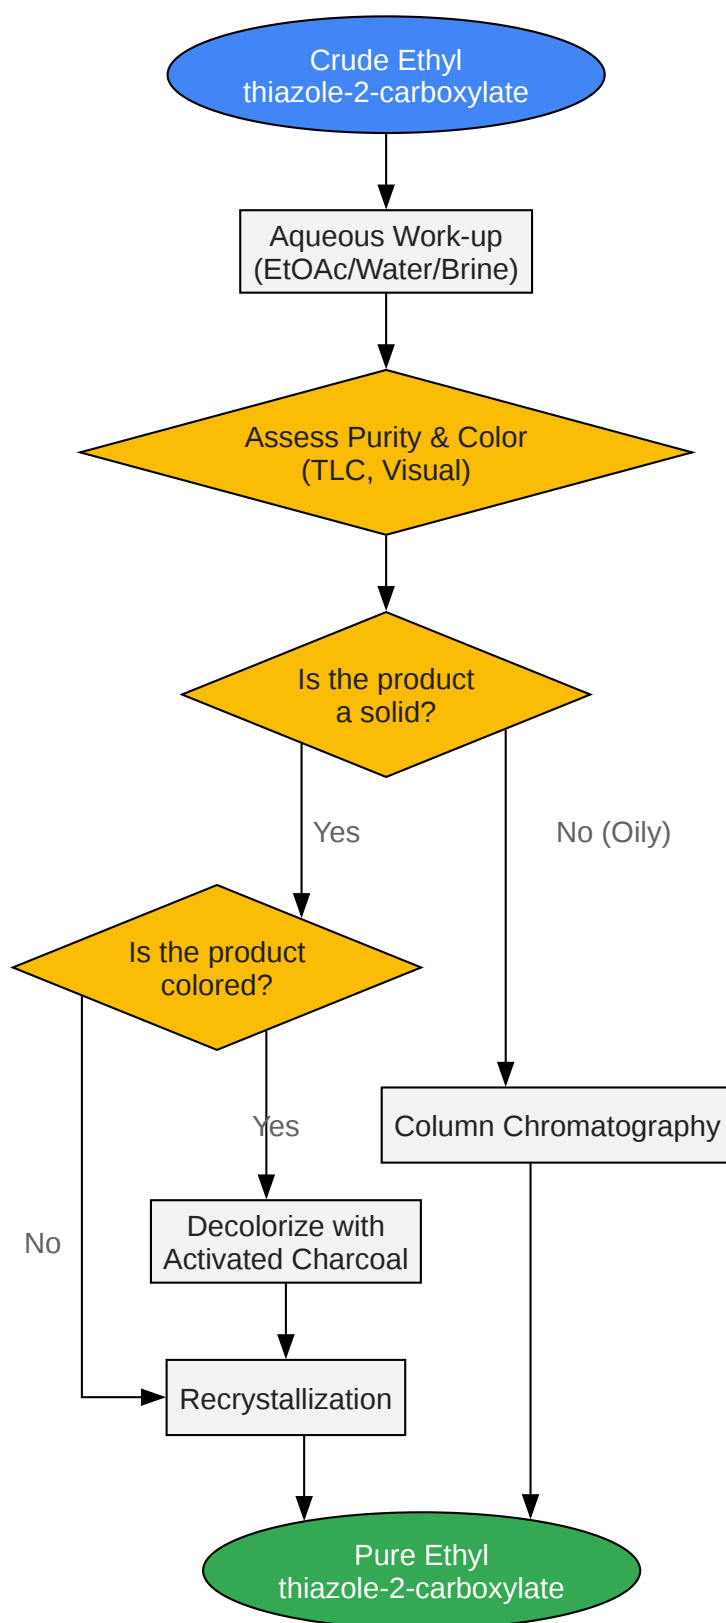 Crude Ethyl
thiazole-2-carboxylate
Aqueous Work-up
(EtOAc/Water/Brine)
Assess Purity & Color
(TLC, Visual)
Is the product
a solid?
Yes
No (Oily)
Is the product
colored?
Yes
Column Chromatography
No
Decolorize with
Activated Charcoal
Recrystallization
Pure Ethyl
thiazole-2-carboxylate